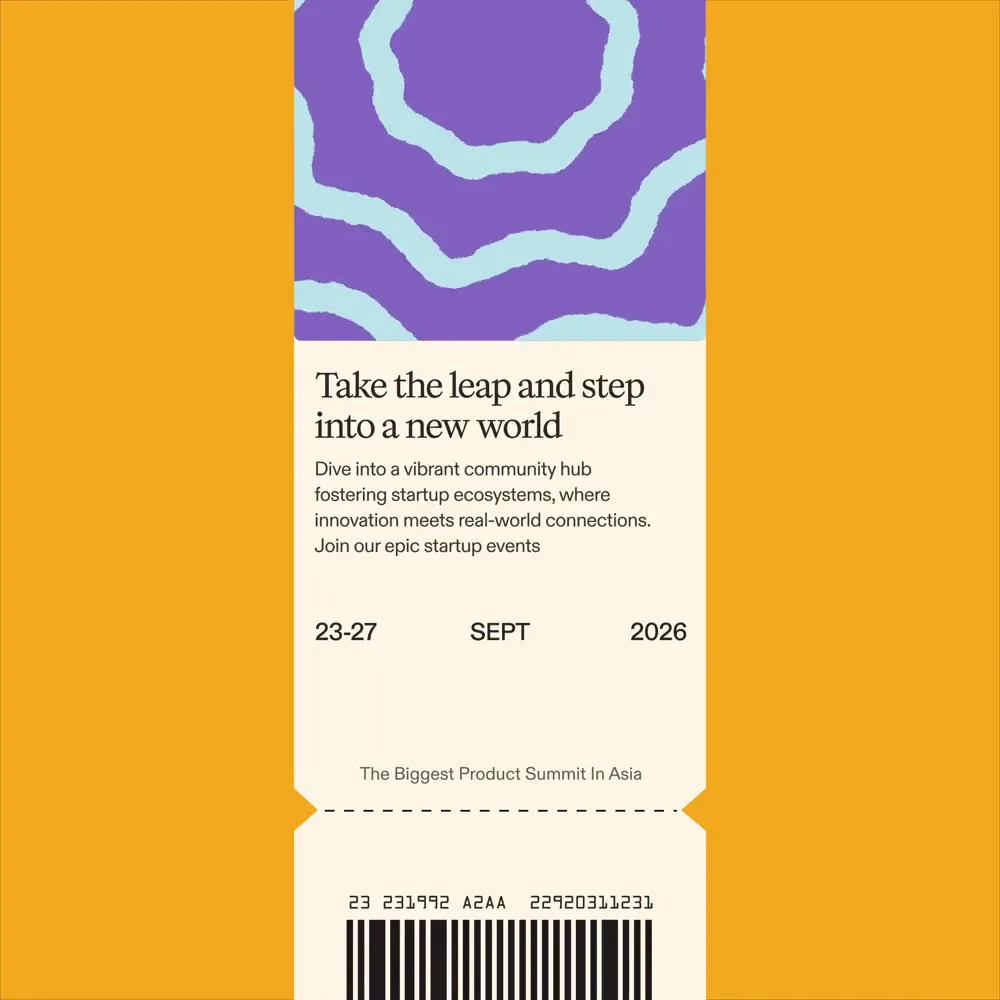 Take the leap and step
into a new world
Dive into a vibrant community hub
fostering startup ecosystems, where
innovation meets real-world connections.
Join our epic startup events
23-27 SEPT 2026
The Biggest Product Summit In Asia
23 231992 A2AA 22920311231